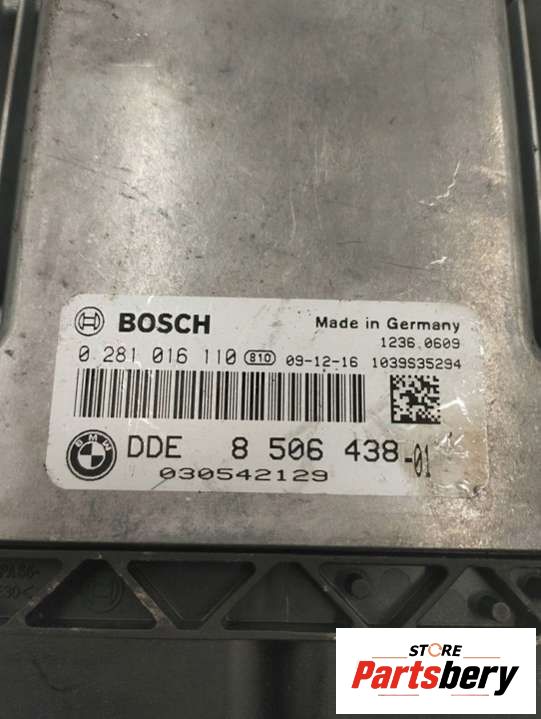 BOSCH Made in Germany
1236.0609
0 281 016 110 810 09-12-16 1039S35294
BMW DDE 8 506 438-01
030542129
STORE
Partsbery